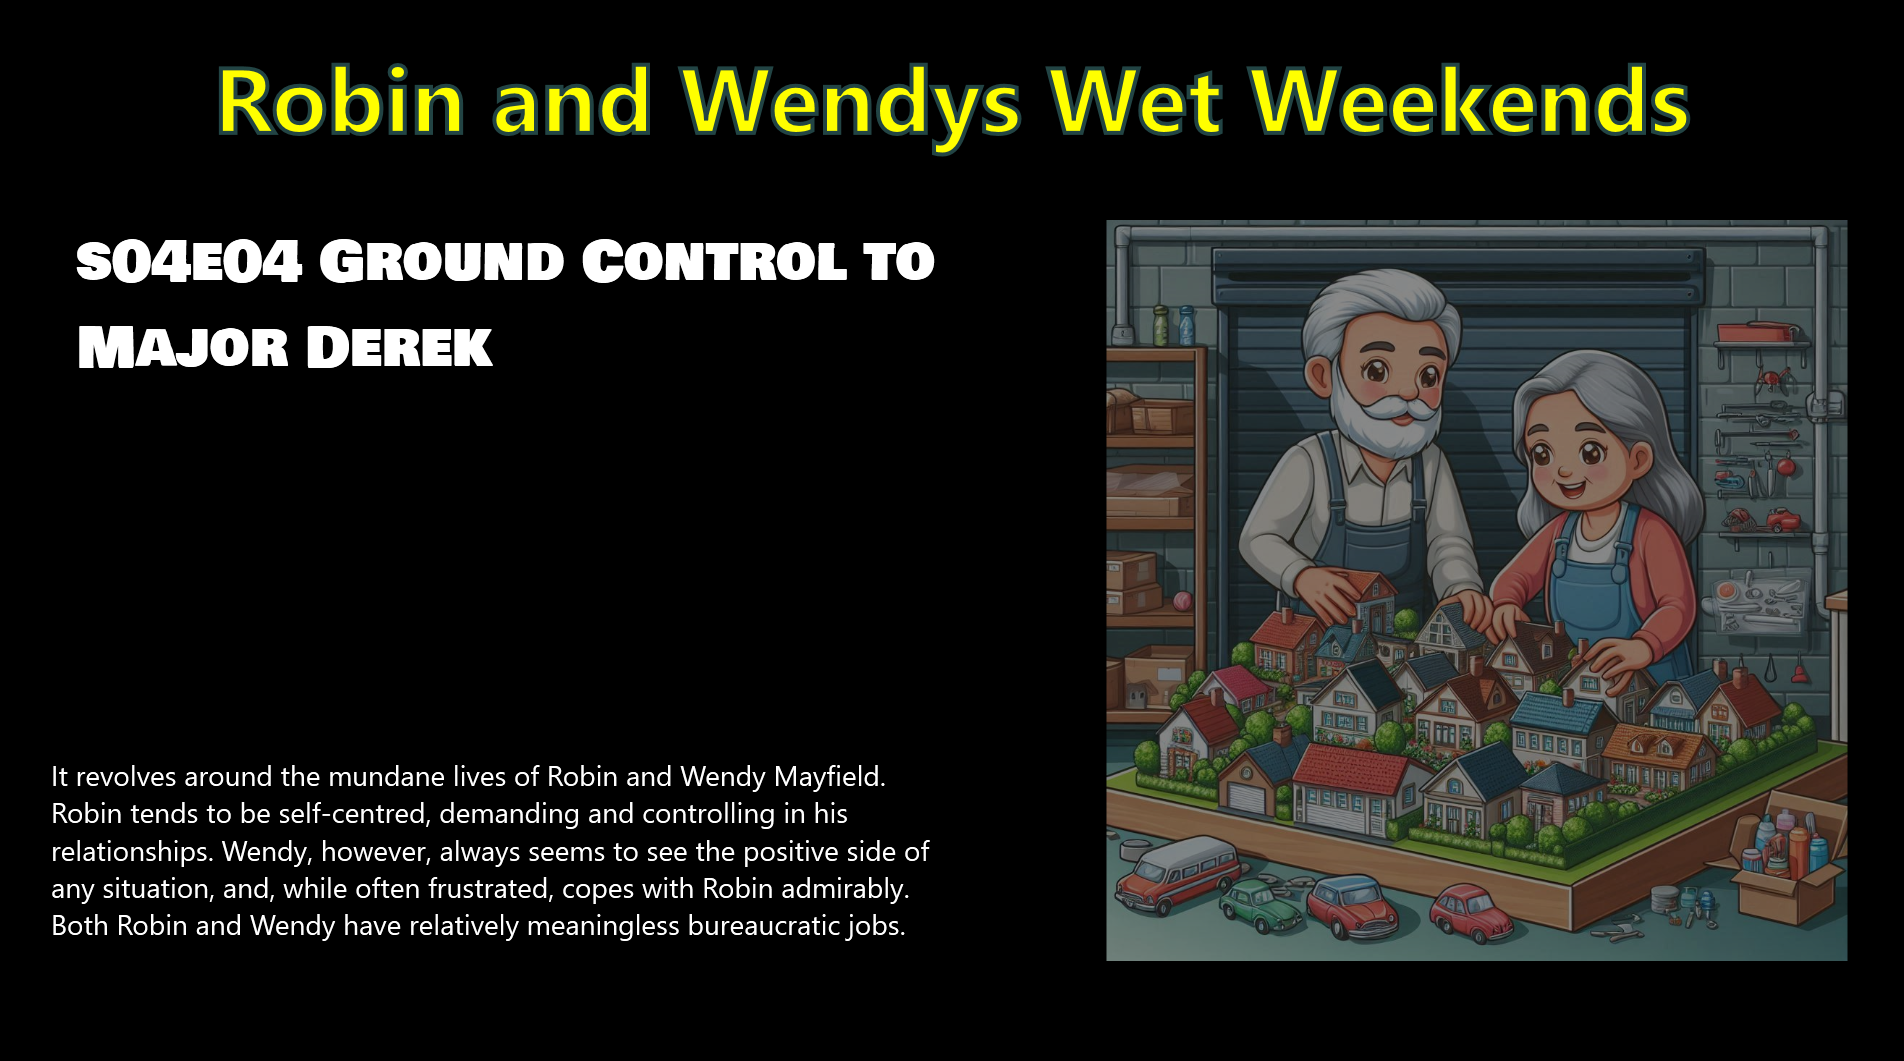 Robin and Wendys Wet Weekends
s04e04 Ground Control to
Major Derek
It revolves around the mundane lives of Robin and Wendy Mayfield.
Robin tends to be self-centred, demanding and controlling in his
relationships. Wendy, however, always seems to see the positive side of
any situation, and, while often frustrated, copes with Robin admirably.
Both Robin and Wendy have relatively meaningless bureaucratic jobs.